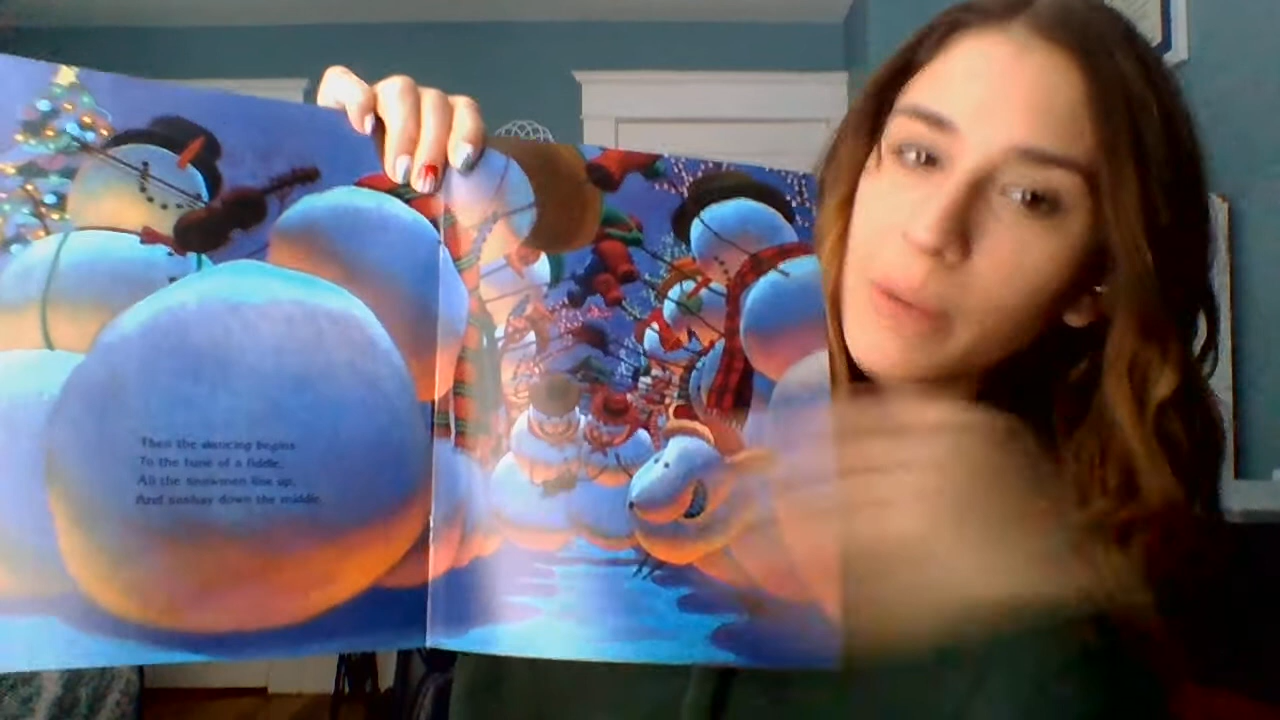 Then the dancing begins
To the tune of a fiddle.
All the snowmen line up,
And sashay down the middle.